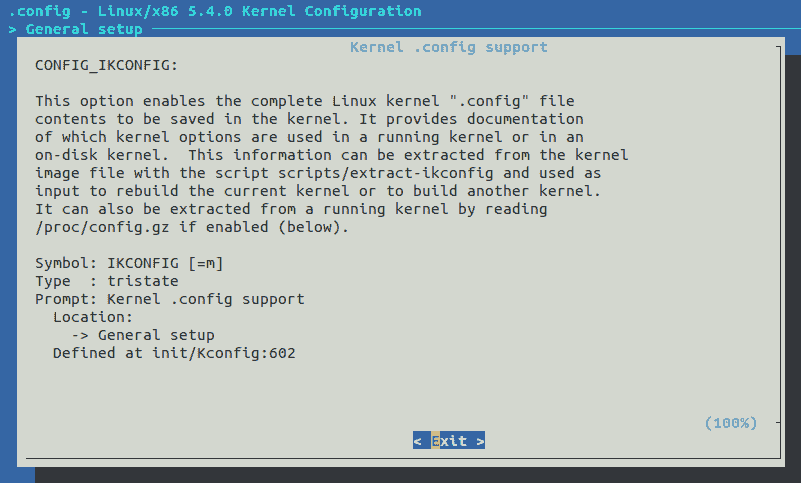 .config - Linux/x86 5.4.0 Kernel Configuration
> General setup
Kernel .config support
CONFIG_IKCONFIG:
This option enables the complete Linux kernel ".config" file
contents to be saved in the kernel. It provides documentation
of which kernel options are used in a running kernel or in an
on-disk kernel.  This information can be extracted from the kernel
image file with the script scripts/extract-ikconfig and used as
input to rebuild the current kernel or to build another kernel.
It can also be extracted from a running kernel by reading
/proc/config.gz if enabled (below).
Symbol: IKCONFIG [=m]
Type  : tristate
Prompt: Kernel .config support
  Location:
    -> General setup
  Defined at init/Kconfig:602
(100%)
< Exit >